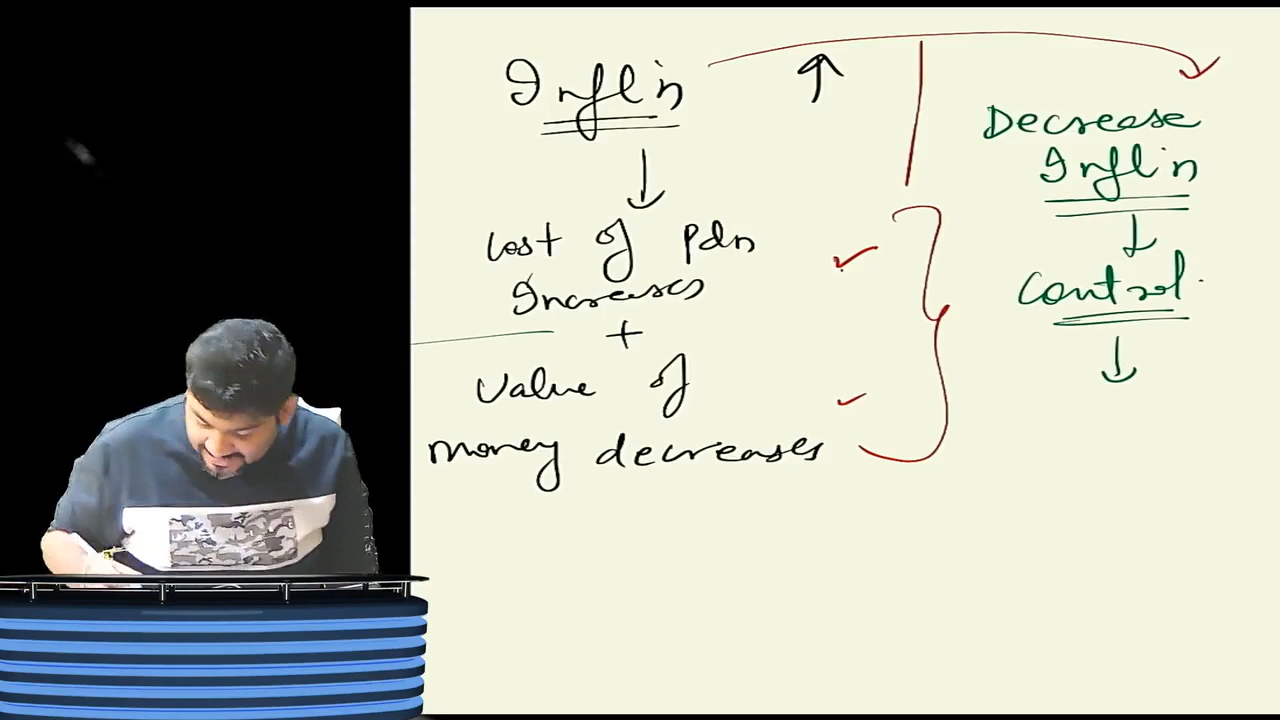 Infl'n ↑
↓
Cost of Pdn
Increases
+
Value of
money decreases
Decrease
Infl'n
↓
Control.
↓